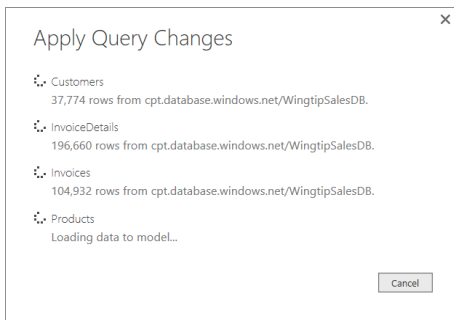 Apply Query Changes
Customers
37,774 rows from cpt.database.windows.net/WingtipSalesDB.
InvoiceDetails
196,660 rows from cpt.database.windows.net/WingtipSalesDB.
Invoices
104,932 rows from cpt.database.windows.net/WingtipSalesDB.
Products
Loading data to model...
Cancel